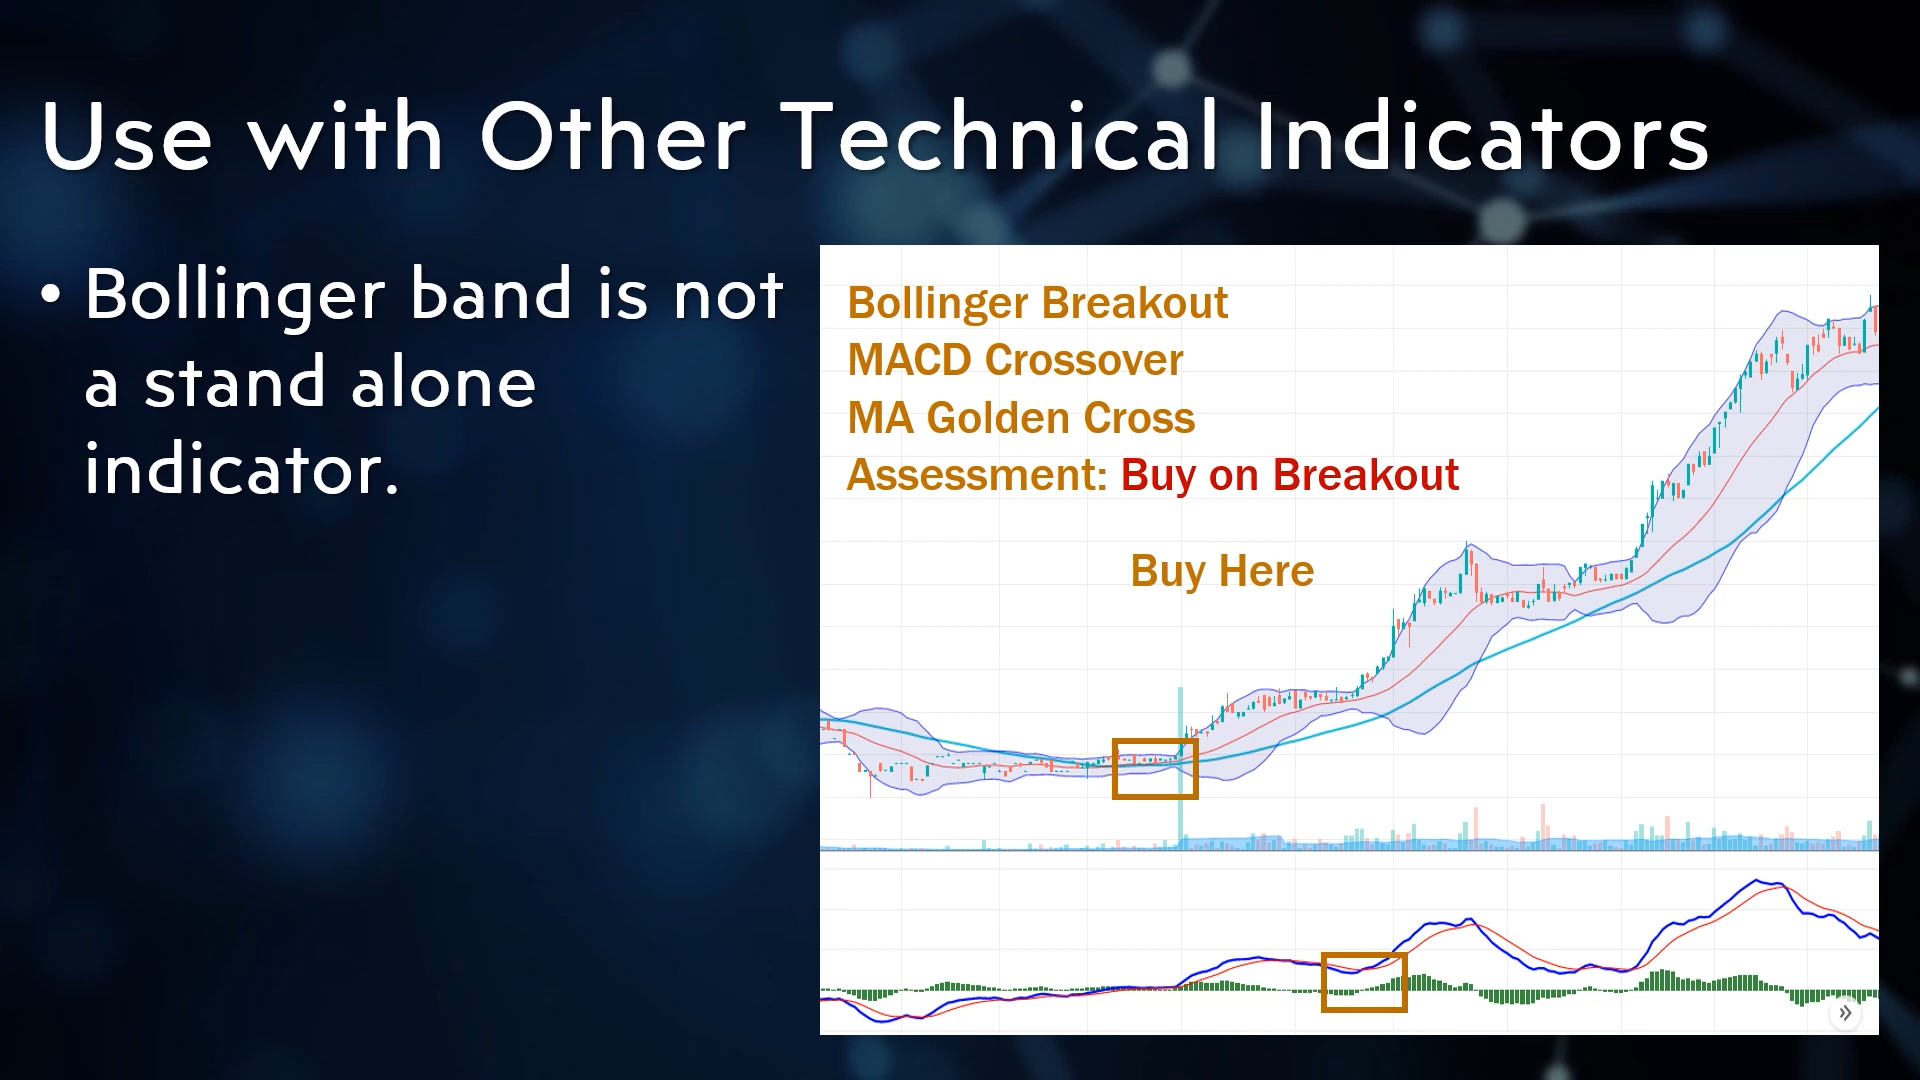 Use with Other Technical Indicators
• Bollinger band is not
a stand alone
indicator.
Bollinger Breakout
MACD Crossover
MA Golden Cross
Assessment: Buy on Breakout
Buy Here